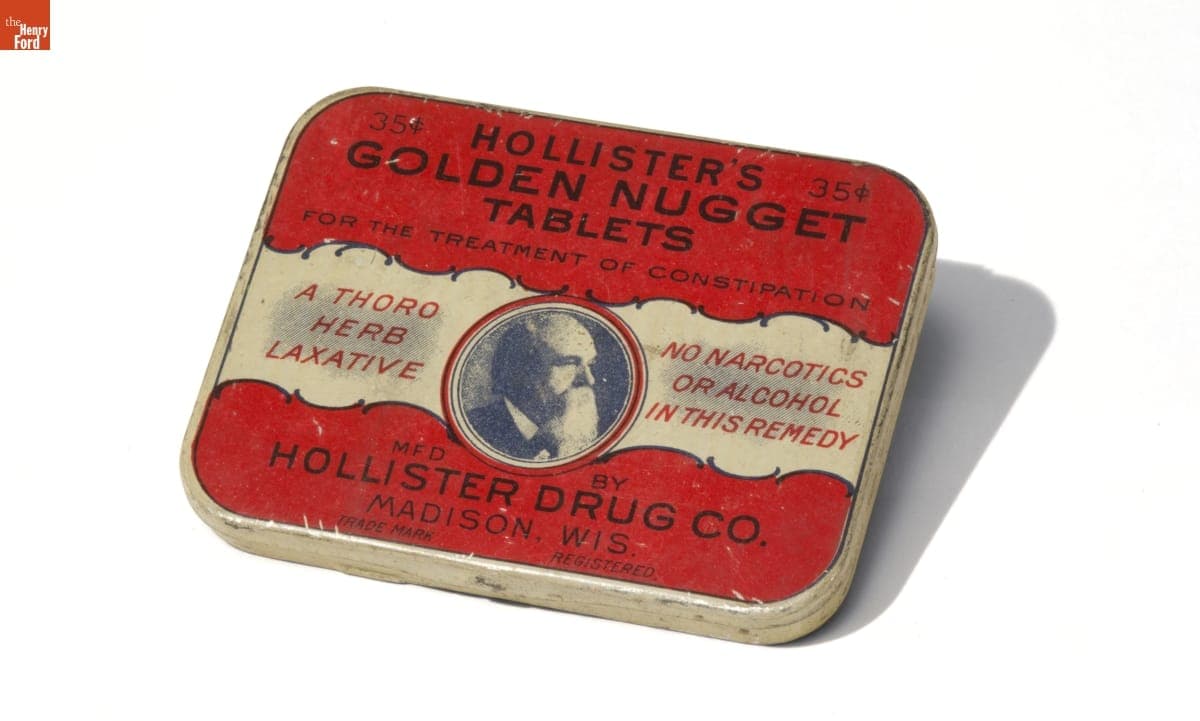 the
Henry
Ford
35¢ HOLLISTER'S 35¢
GOLDEN NUGGET
TABLETS
FOR THE TREATMENT OF CONSTIPATION
A THORO
HERB
LAXATIVE
NO NARCOTICS
OR ALCOHOL
IN THIS REMEDY
MFD BY
HOLLISTER DRUG CO.
MADISON, WIS.
TRADE MARK REGISTERED